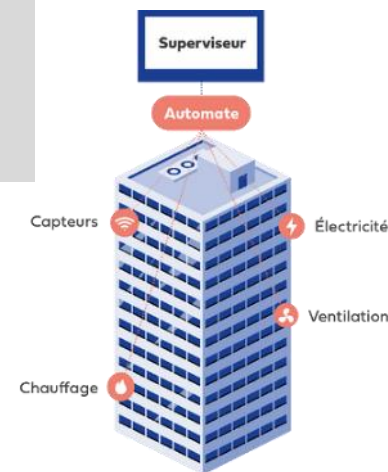 Superviseur
Automate
Capteurs
Électricité
Ventilation
Chauffage